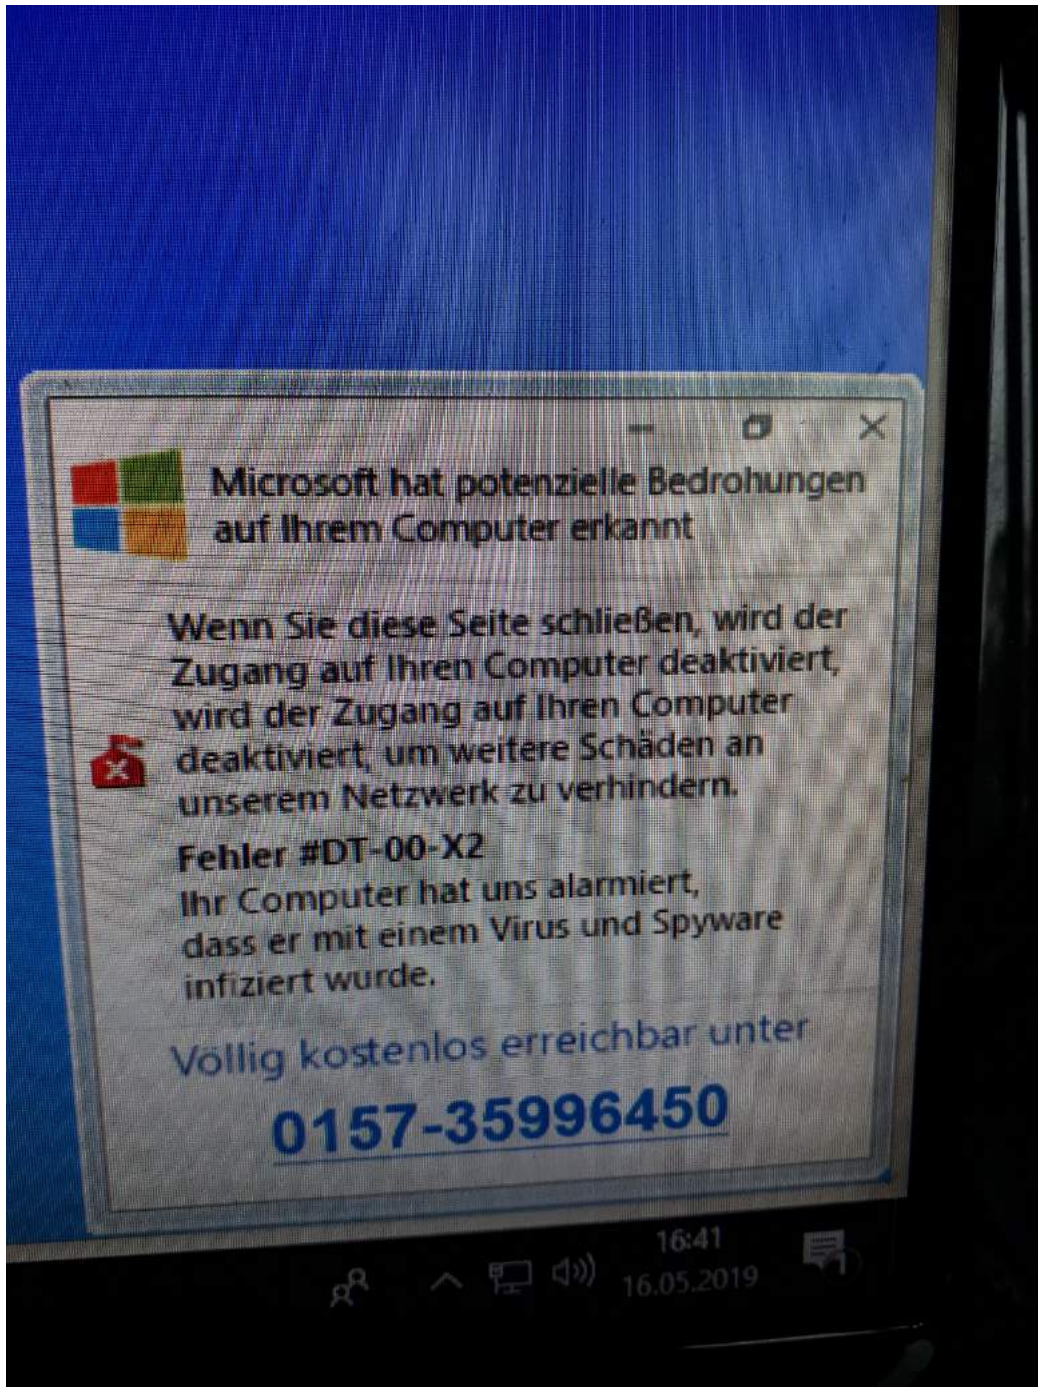 Microsoft hat potenzielle Bedrohungen
auf Ihrem Computer erkannt
Wenn Sie diese Seite schließen, wird der
Zugang auf Ihren Computer deaktiviert,
wird der Zugang auf Ihren Computer
deaktiviert, um weitere Schäden an
unserem Netzwerk zu verhindern.
Fehler #DT-00-X2
Ihr Computer hat uns alarmiert,
dass er mit einem Virus und Spyware
infiziert wurde.
Völlig kostenlos erreichbar unter
0157-35996450
16:41
16.05.2019
1